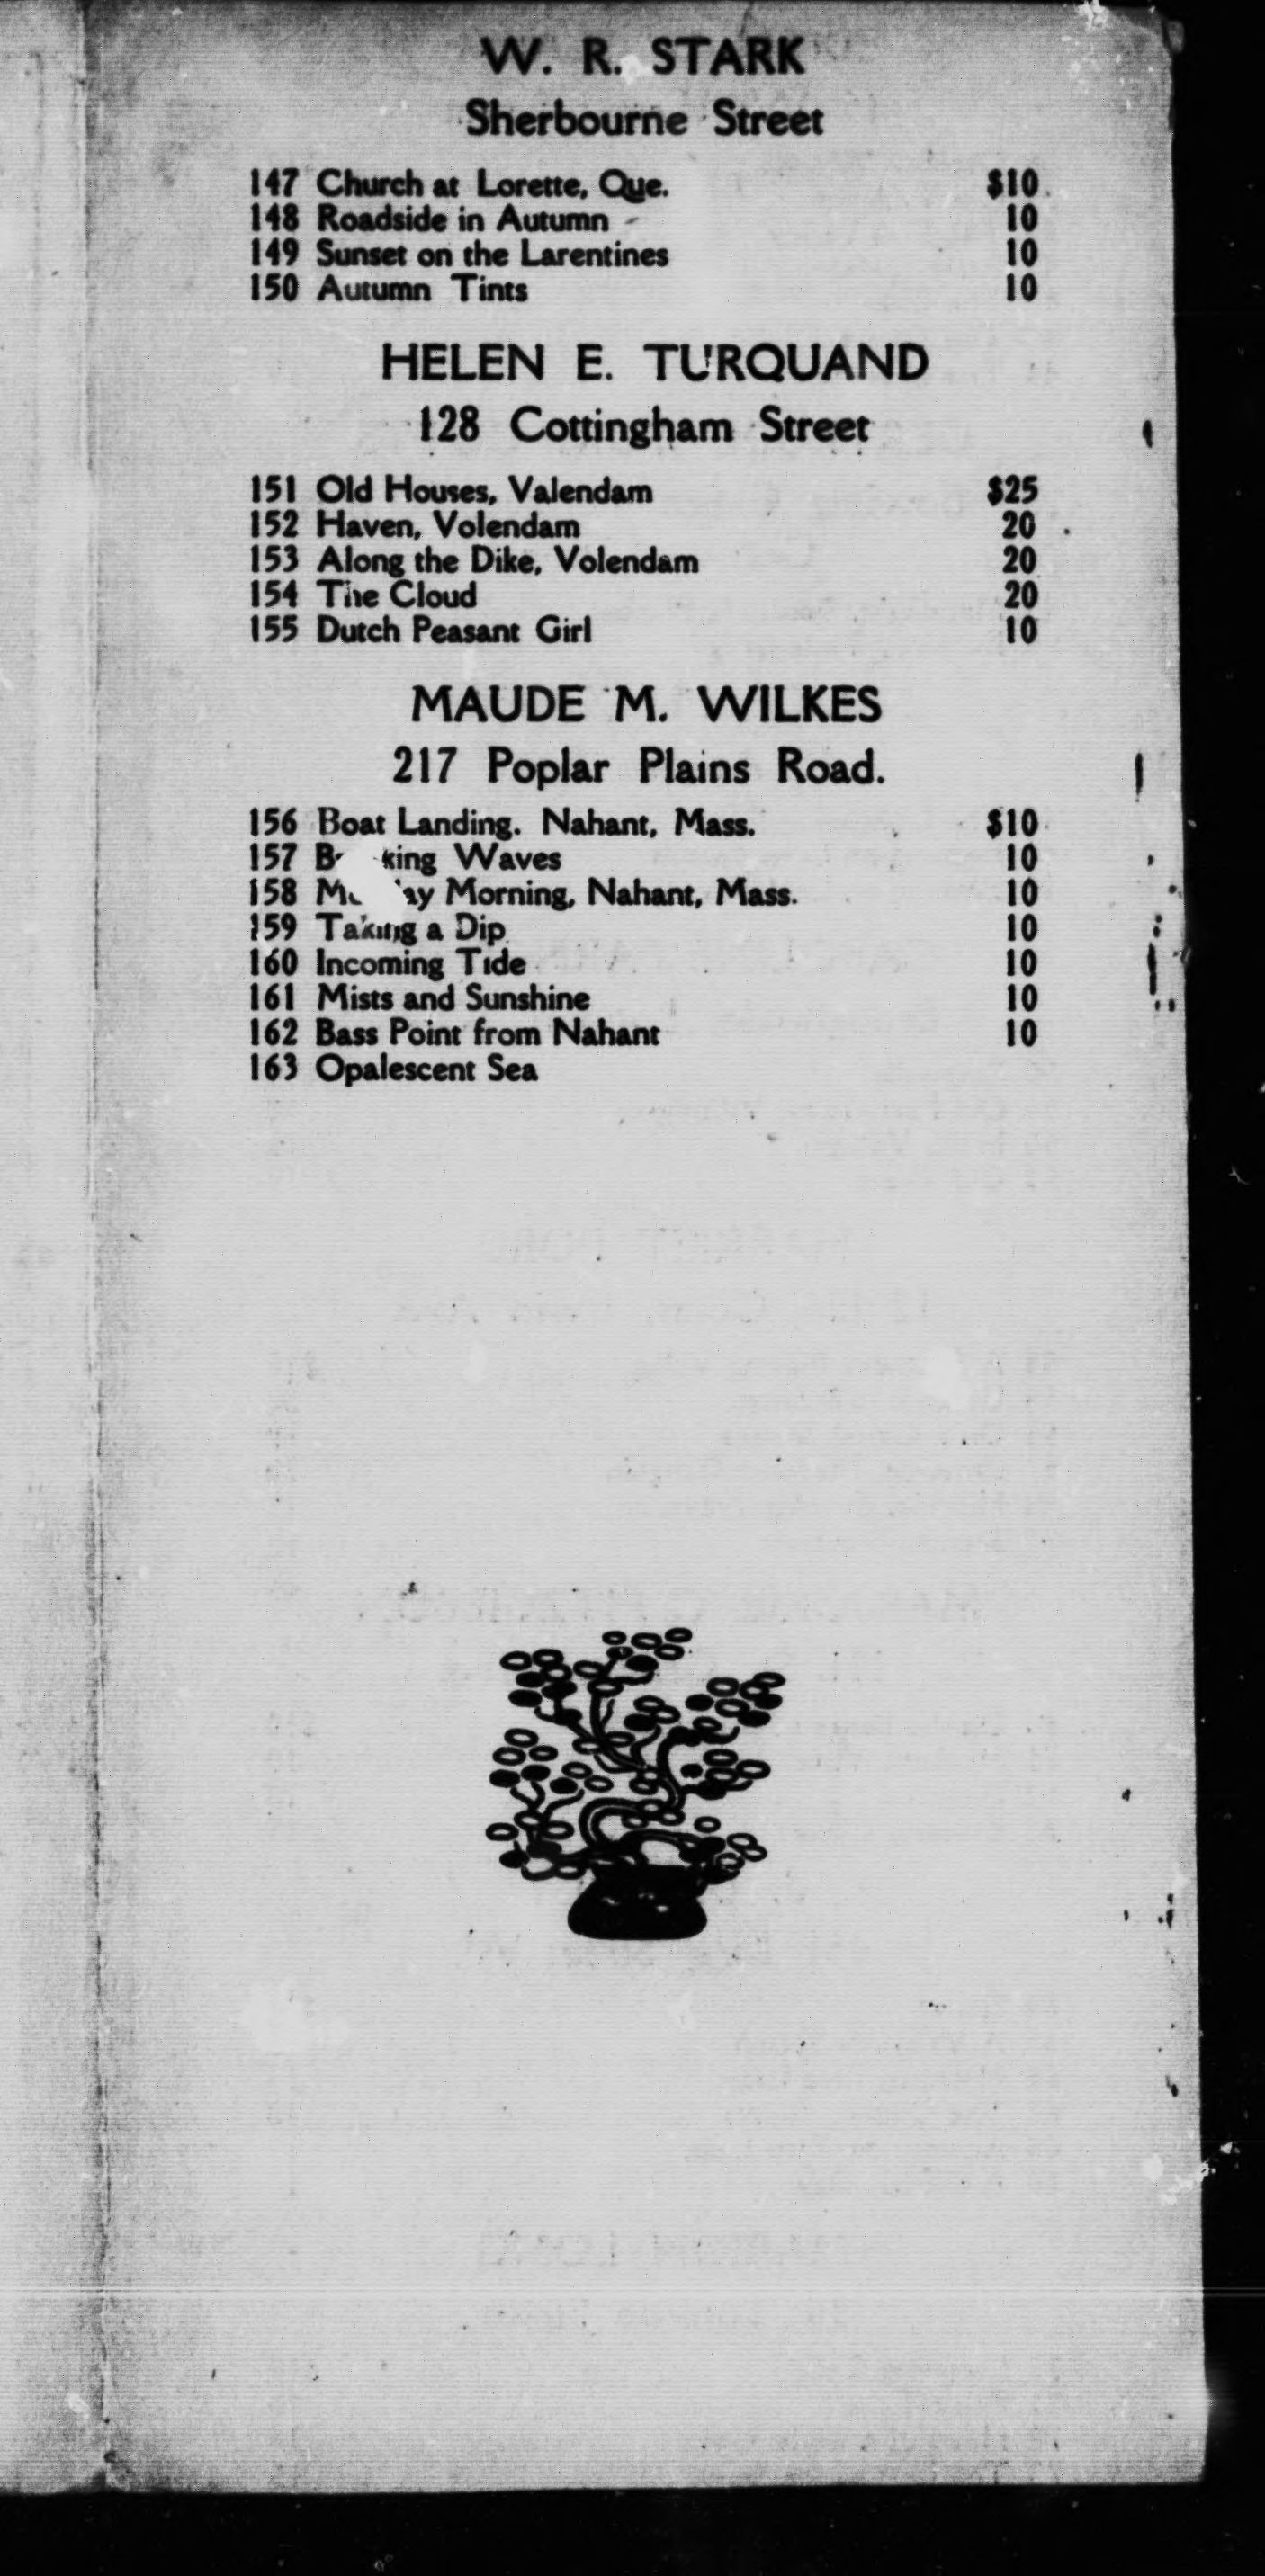 W. R. STARK
Sherbourne Street
147 Church at Lorette, Que. $10
148 Roadside in Autumn 10
149 Sunset on the Larentines 10
150 Autumn Tints 10
HELEN E. TURQUAND
128 Cottingham Street
151 Old Houses, Valendam $25
152 Haven, Volendam 20
153 Along the Dike, Volendam 20
154 The Cloud 20
155 Dutch Peasant Girl 10
MAUDE M. WILKES
217 Poplar Plains Road.
156 Boat Landing. Nahant, Mass. $10
157 Waves 10
158 Morning, Nahant, Mass. 10
159 Taking a Dip 10
160 Incoming Tide 10
161 Mists and Sunshine 10
162 Bass Point from Nahant 10
163 Opalescent Sea